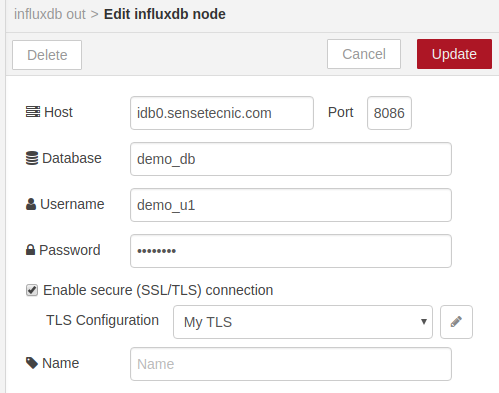 influxdb out > Edit influxdb node
Delete Cancel Update
Host idb0.sensetecnic.com Port 8086
Database demo_db
Username demo_u1
Password ••••••••
Enable secure (SSL/TLS) connection
TLS Configuration My TLS
Name Name